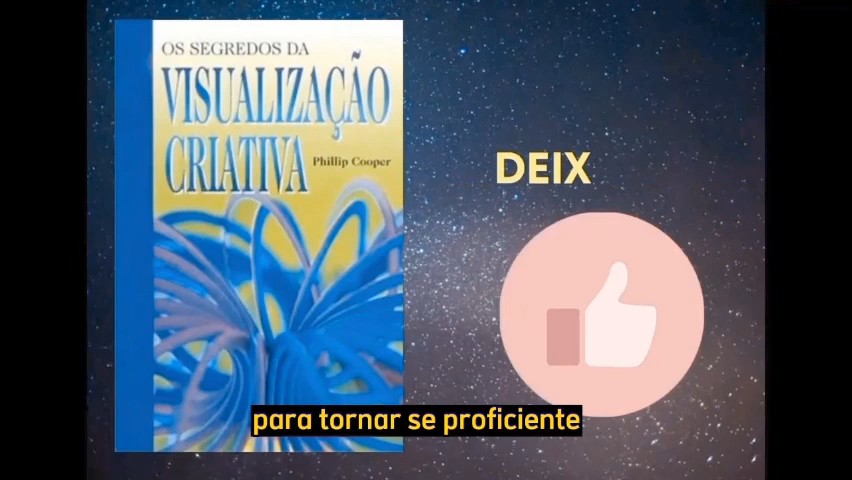 OS SEGREDOS DA
VISUALIZAÇÃO
CRIATIVA
Phillip Cooper
DEIX
para tornar se proficiente